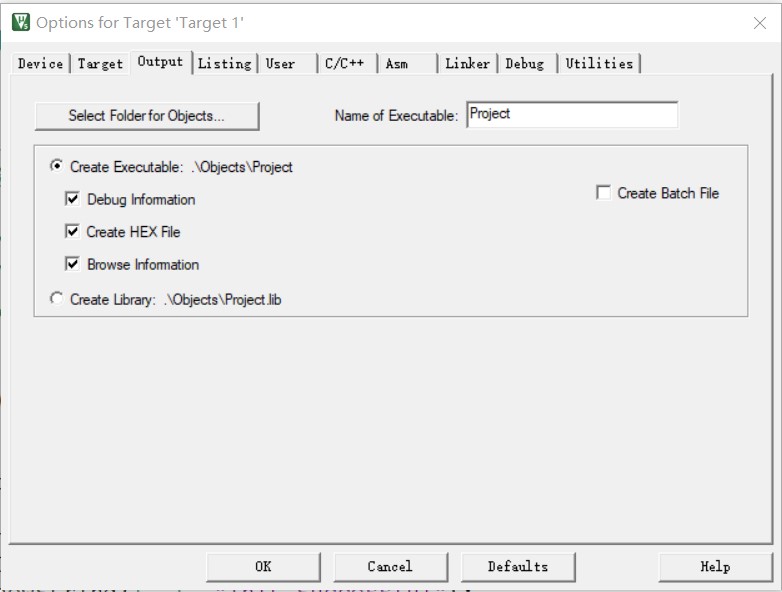 Options for Target 'Target 1'
Device Target Output Listing User C/C++ Asm Linker Debug Utilities
Select Folder for Objects... Name of Executable: Project
Create Executable: .\Objects\Project
Debug Information Create Batch File
Create HEX File
Browse Information
Create Library: .\Objects\Project.lib
OK Cancel Defaults Help